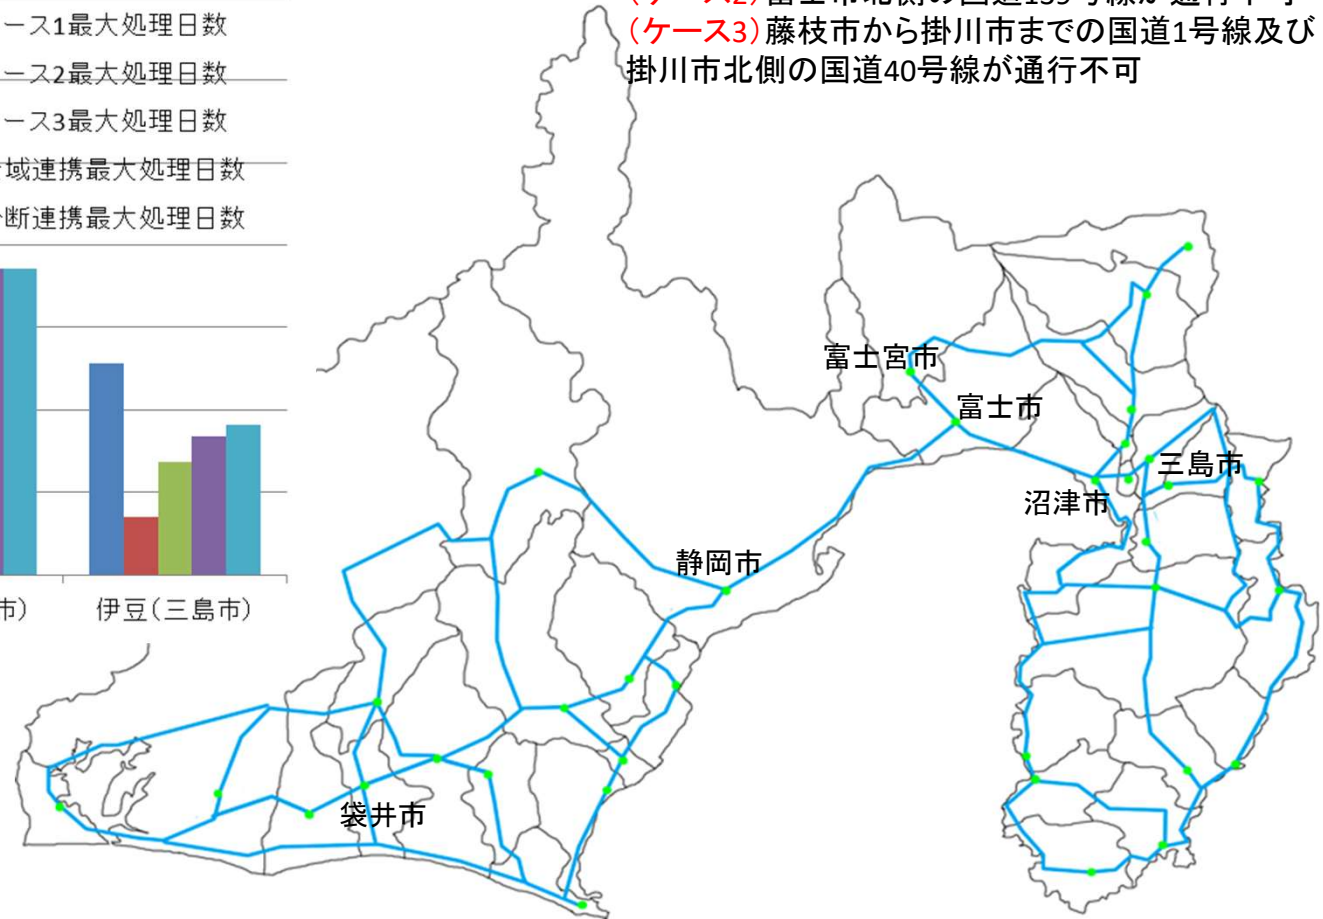 ース1最大処理日数
ース2最大処理日数
ース3最大処理日数
域連携最大処理日数
断連携最大処理日数
市)
伊豆(三島市)
(ケース3)藤枝市から掛川市までの国道1号線及び
掛川市北側の国道40号線が通行不可
富士宮市
富士市
三島市
沼津市
静岡市
袋井市